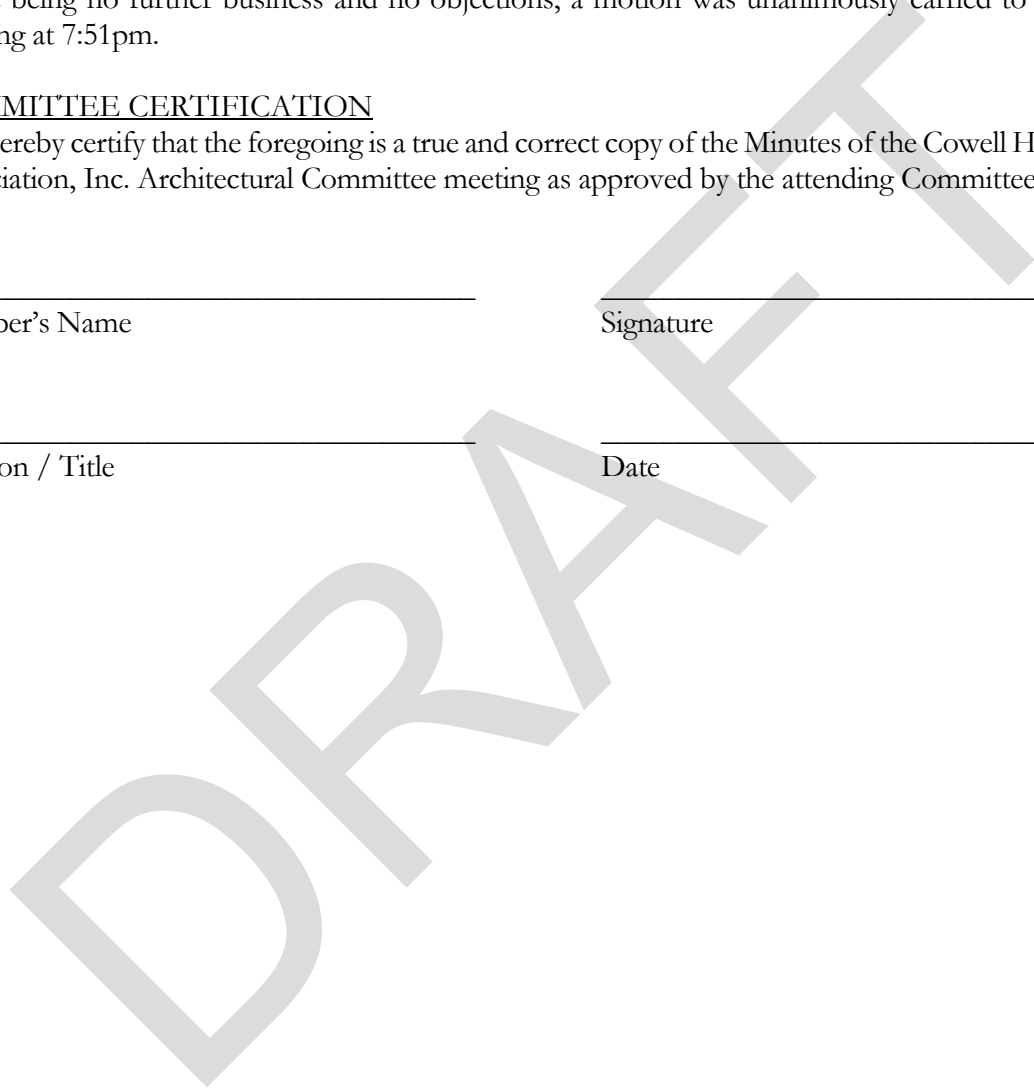 being no further business and no objections, a motion was unanimously carried to
ng at 7:51pm.
MITTEE CERTIFICATION
ereby certify that the foregoing is a true and correct copy of the Minutes of the Cowell H
ciation, Inc. Architectural Committee meeting as approved by the attending Committee
ber’s Name Signature
on / Title Date
DRAFT